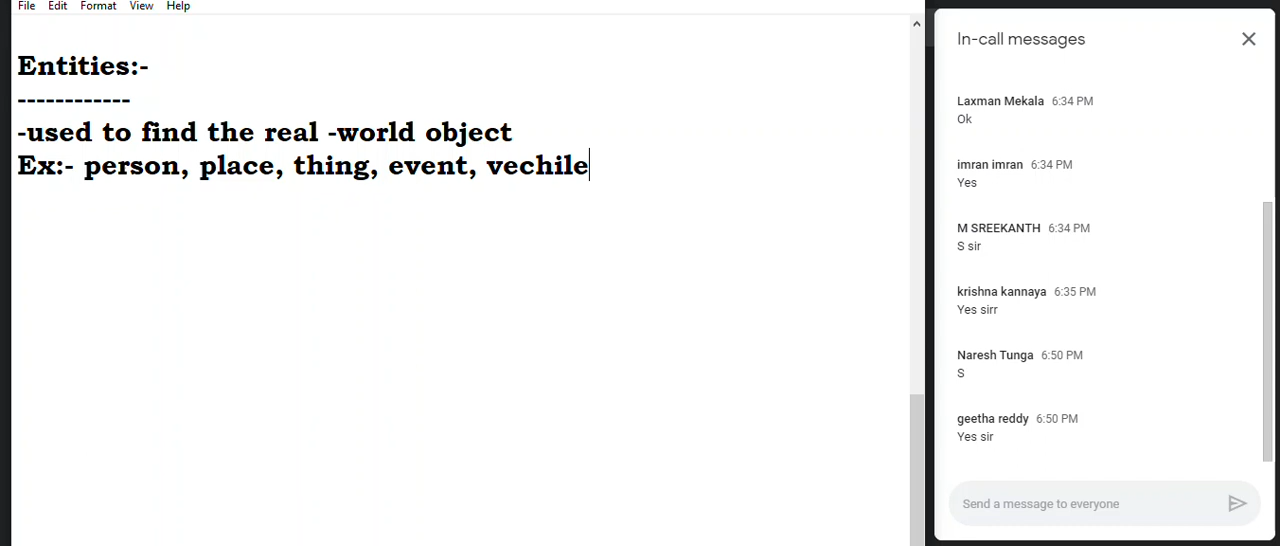 File Edit Format View Help
Entities:-
------------
-used to find the real -world object
Ex:- person, place, thing, event, vechile
In-call messages
Laxman Mekala 6:34 PM
Ok
imran imran 6:34 PM
Yes
M SREEKANTH 6:34 PM
S sir
krishna kannaya 6:35 PM
Yes sirr
Naresh Tunga 6:50 PM
S
geetha reddy 6:50 PM
Yes sir
Send a message to everyone